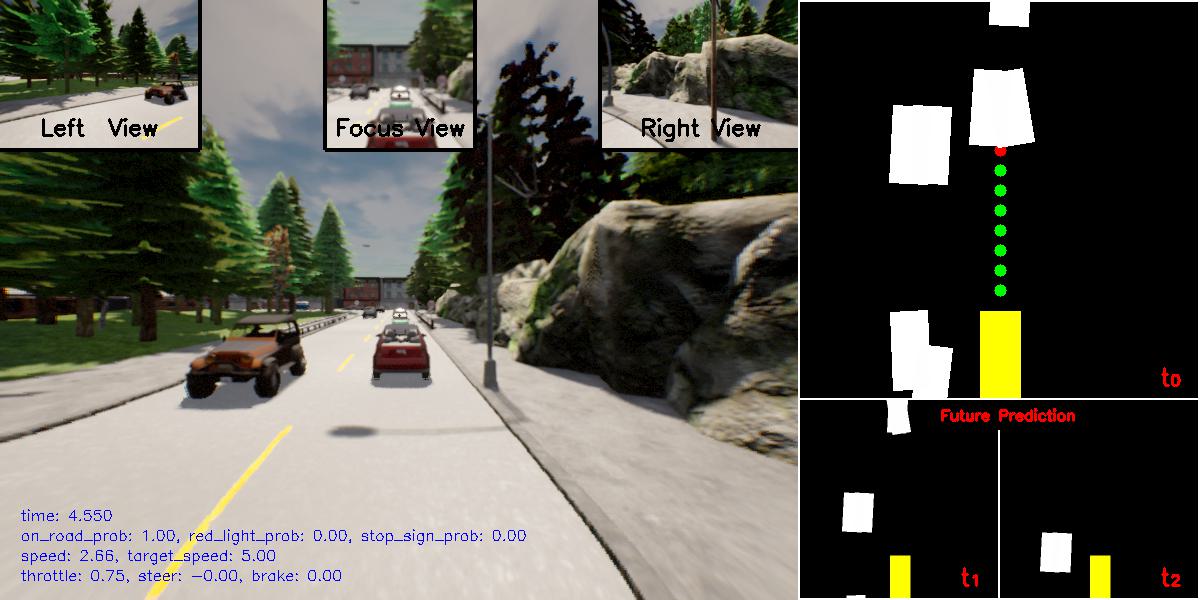 Left View
Focus View
Right View
t0
Future Prediction
t1
t2
time: 4.550
on_road_prob: 1.00, red_light_prob: 0.00, stop_sign_prob: 0.00
speed: 2.66, target_speed: 5.00
throttle: 0.75, steer: -0.00, brake: 0.00